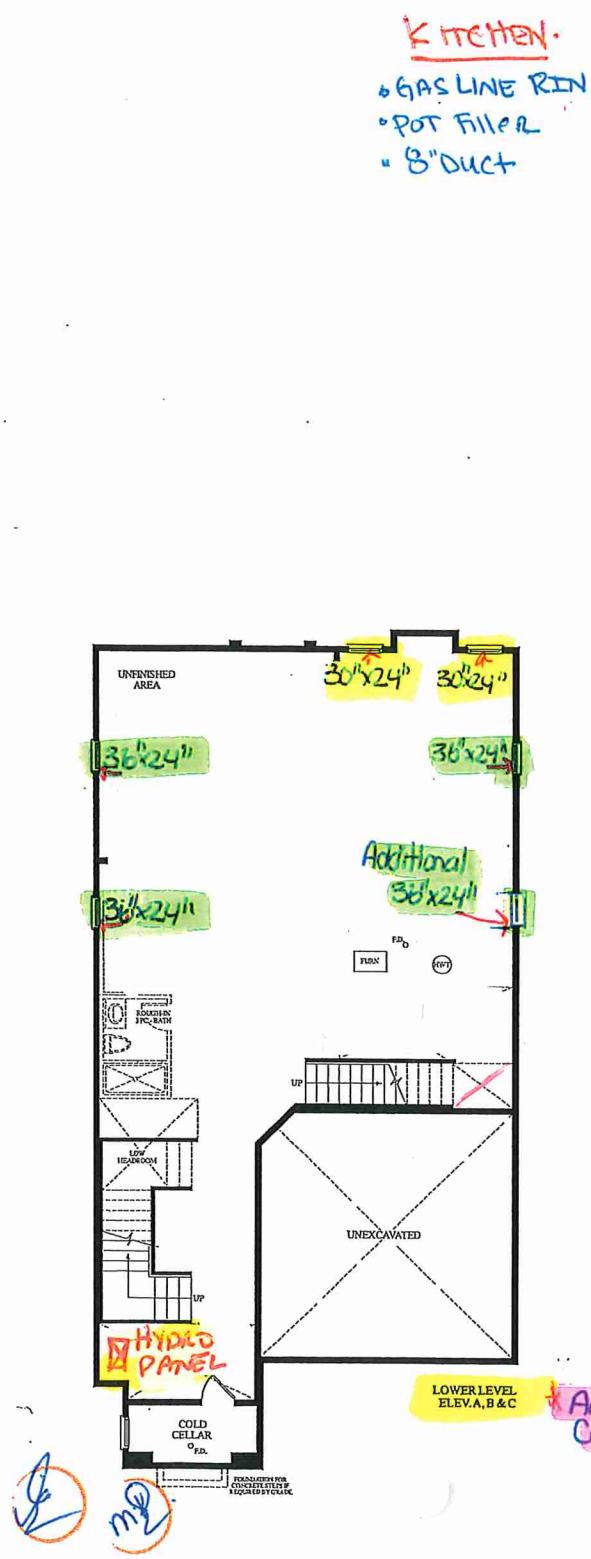 KITCHEN.
• GAS LINE RIN
• POT Filler
• 8" Duct
UNFINISHED
AREA
30"x24"
30"x24"
36"x24"
36"x24"
Additional
36"x24"
36"x24"
F.D.
FURN
HWT
ROUGH-IN
3 PC. BATH
UP
LOW
HEADROOM
UNEXCAVATED
UP
HYDRO
PANEL
LOWER LEVEL
ELEV. A, B & C
COLD
CELLAR
F.D.
FOUNDATION FOR
CONCRETE STEPS IF
REQUIRED BY GRADE